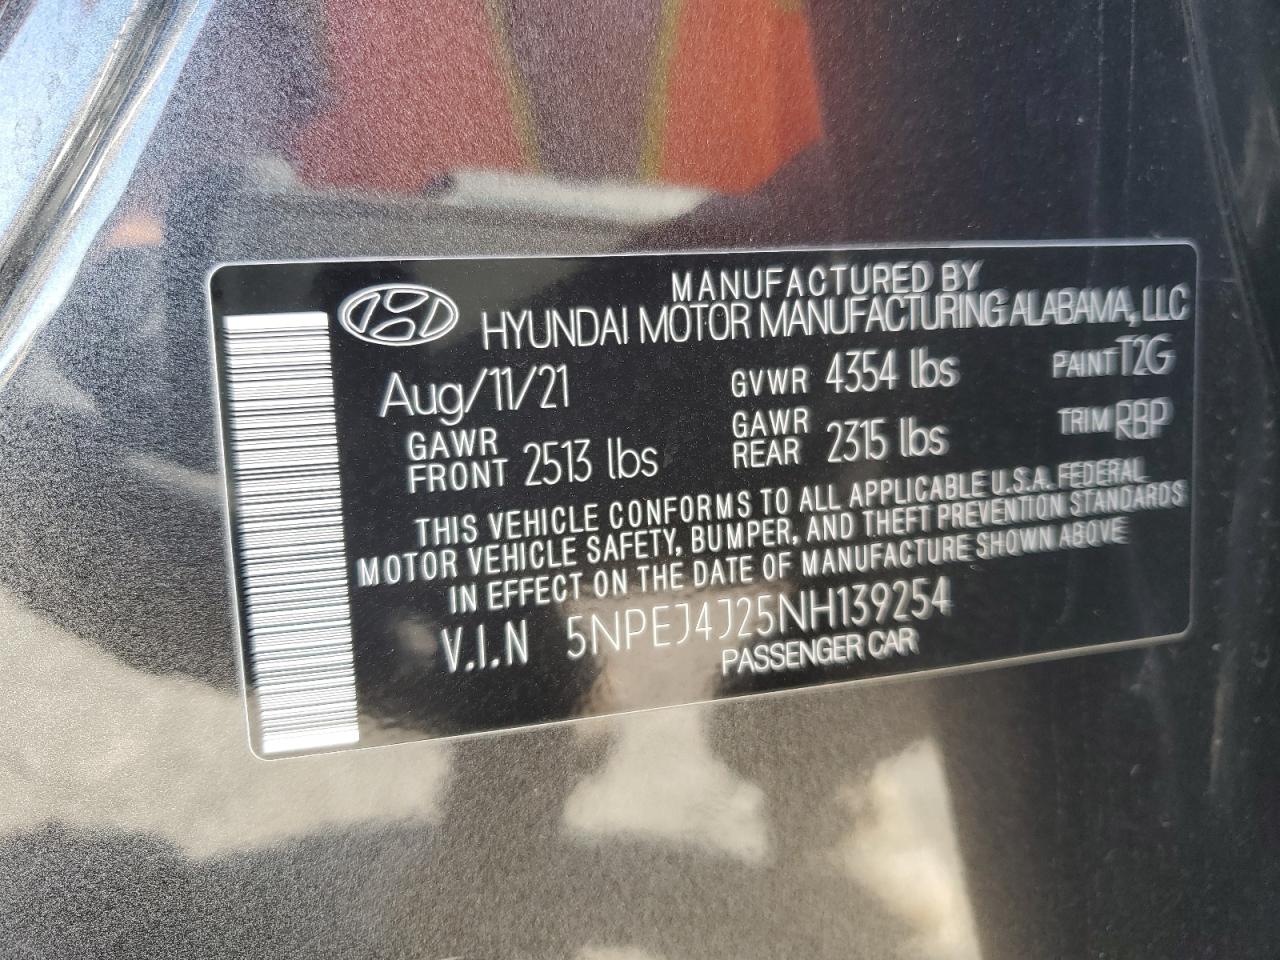 MANUFACTURED BY
HYUNDAI MOTOR MANUFACTURING ALABAMA, LLC
Aug/11/21 GVWR 4354 lbs PAINT T2G
GAWR FRONT 2513 lbs GAWR REAR 2315 lbs TRIM RBP
THIS VEHICLE CONFORMS TO ALL APPLICABLE U.S.A. FEDERAL
MOTOR VEHICLE SAFETY, BUMPER, AND THEFT PREVENTION STANDARDS
IN EFFECT ON THE DATE OF MANUFACTURE SHOWN ABOVE
V.I.N 5NPEJ4J25NH139254
PASSENGER CAR